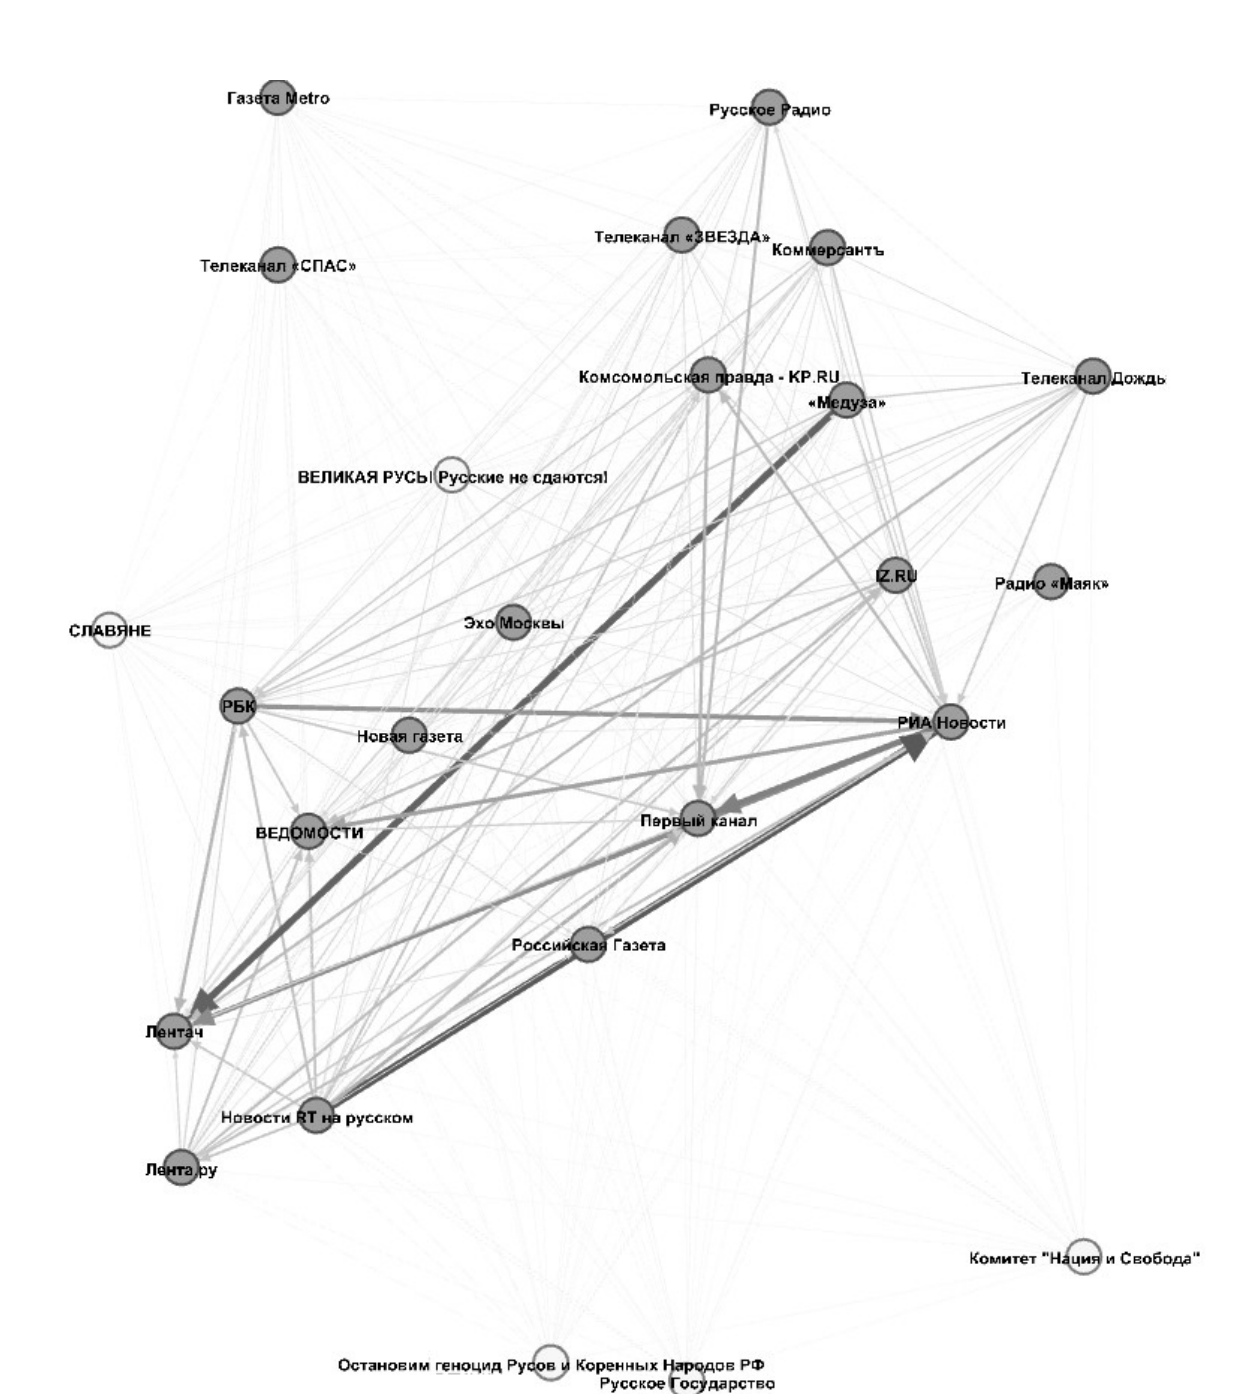 Газета Metro
Русское Радио
Телеканал «ЗВЕЗДА»
Коммерсантъ
Телеканал «СПАС»
Комсомольская правда - KP.RU
Телеканал Дождь
«Медуза»
ВЕЛИКАЯ РУСЬ! Русские не сдаются!
IZ.RU
Радио «Маяк»
Эхо Москвы
СЛАВЯНЕ
РБК
РИА Новости
Новая газета
Первый канал
ВЕДОМОСТИ
Российская Газета
Лентач
Новости RT на русском
Лента.ру
Комитет "Нация и Свобода"
Остановим геноцид Русов и Коренных Народов РФ
Русское Государство